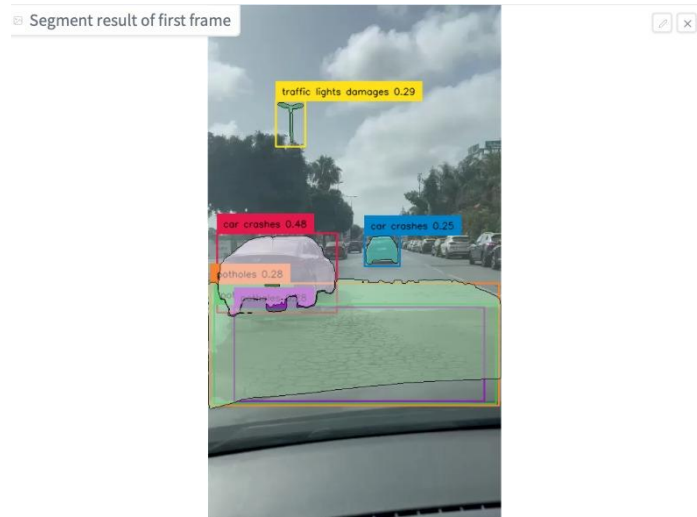 Segment result of first frame
traffic lights damages 0.29
car crashes 0.48
car crashes 0.25
potholes 0.28